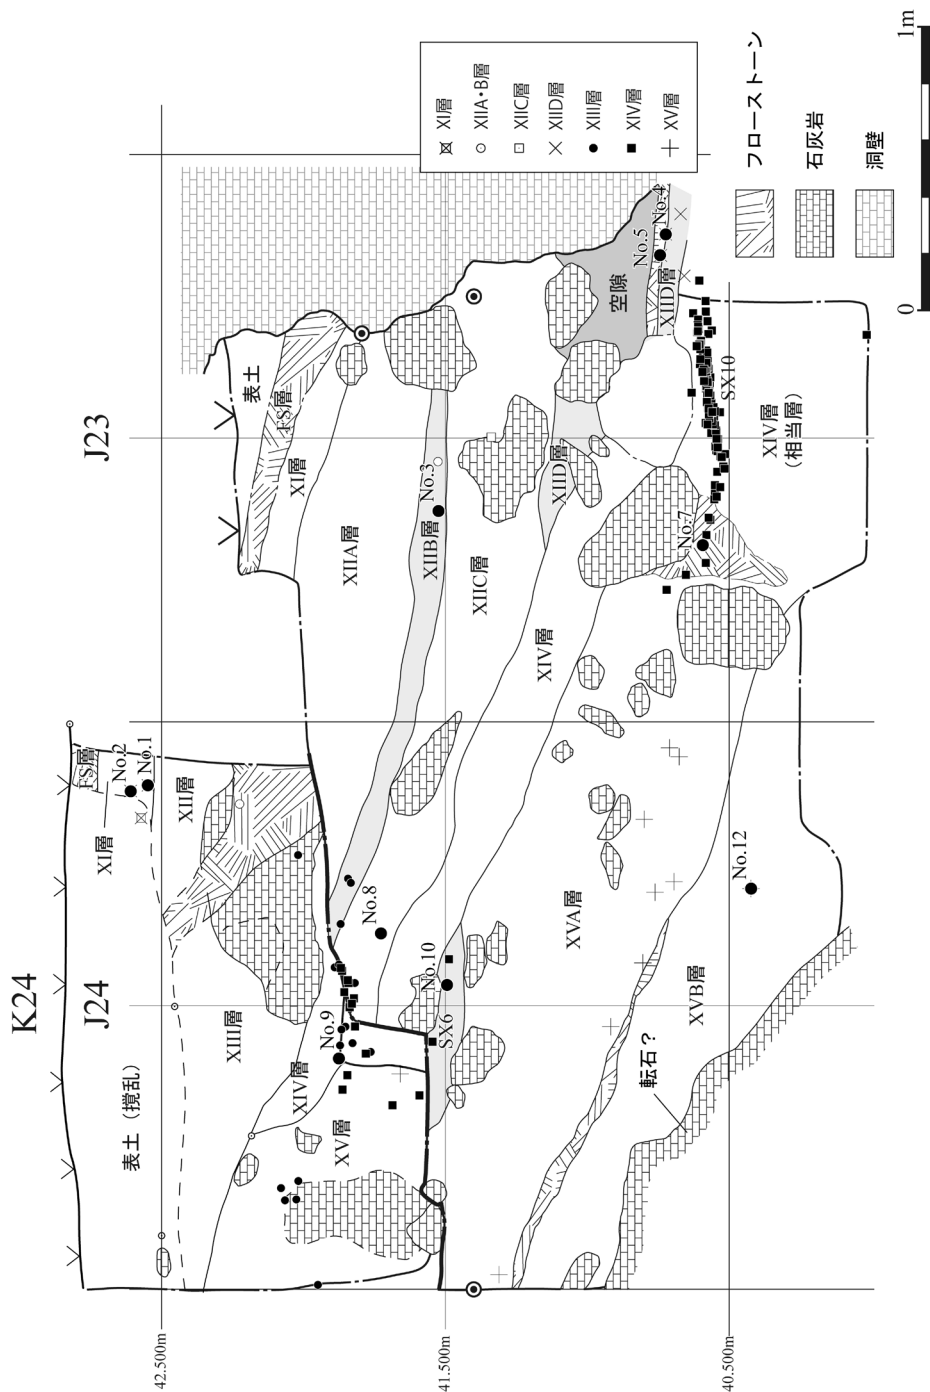 K24
J24
J23
表土（撹乱）
XI層
FS層
No.2
No.1
XII層
XIII層
XIV層
XV層
No.9
No.8
No.10
SX6
表土
FS層
XI層
XIIA層
XIIB層
No.3
XIIC層
XIID層
XIV層
空隙
No.5
No.4
XIID層
SX10
No.7
XIV層
（相当層）
XVA層
XVB層
No.12
転石？
42.500m
41.500m
40.500m
XI層
XIIA・B層
XIIC層
XIID層
XIII層
XIV層
XV層
フローストーン
石灰岩
洞壁
0
1m